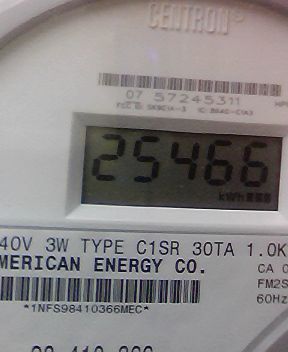 CENTRON®
07 57245311
25466
kWh
40V 3W TYPE C1SR 30TA 1.0K
MERICAN ENERGY CO.
CA 0
FM2S
60Hz
*1NFS98410366MEC*